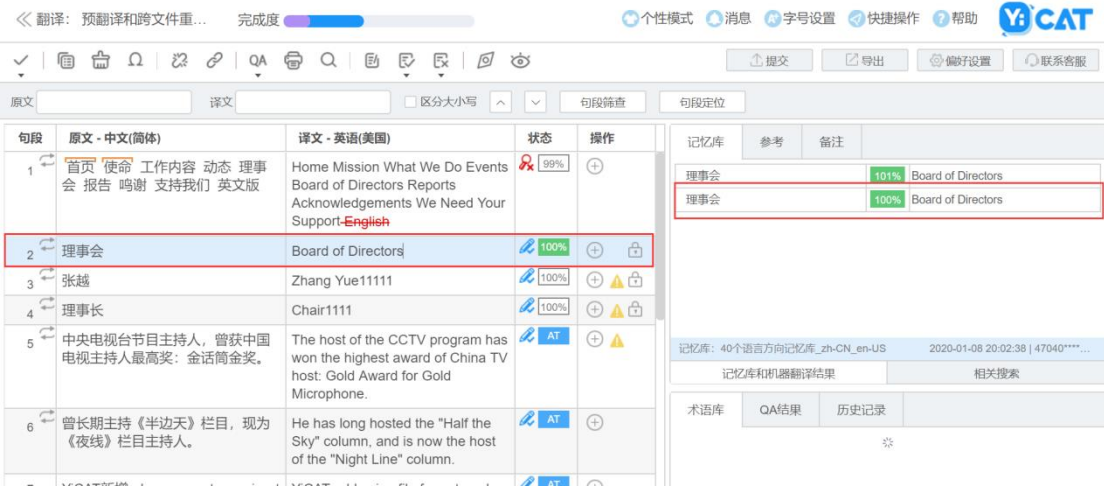 翻译： 预翻译和跨文件重... 完成度 个性模式 消息 字号设置 快捷操作 帮助 YiCAT
QA 提交 导出 偏好设置 联系客服
原文 译文 区分大小写 句段筛查 句段定位
句段 原文 - 中文(简体) 译文 - 英语(美国) 状态 操作
1 首页 使命 工作内容 动态 理事
会 报告 鸣谢 支持我们 英文版
Home Mission What We Do Events
Board of Directors Reports
Acknowledgements We Need Your
Support English
99%
2 理事会 Board of Directors 100%
3 张越 Zhang Yue11111 100%
4 理事长 Chair1111 100%
5 中央电视台节目主持人，曾获中国
电视主持人最高奖：金话筒金奖。
The host of the CCTV program has
won the highest award of China TV
host: Gold Award for Gold
Microphone.
AT
6 曾长期主持《半边天》栏目，现为
《夜线》栏目主持人。
He has long hosted the "Half the
Sky" column, and is now the host
of the "Night Line" column.
AT
AT
记忆库 参考 备注
理事会 101% Board of Directors
理事会 100% Board of Directors
记忆库：40个语言方向记忆库_zh-CN_en-US 2020-01-08 20:02:38 | 47040****...
记忆库和机器翻译结果 相关搜索
术语库 QA结果 历史记录